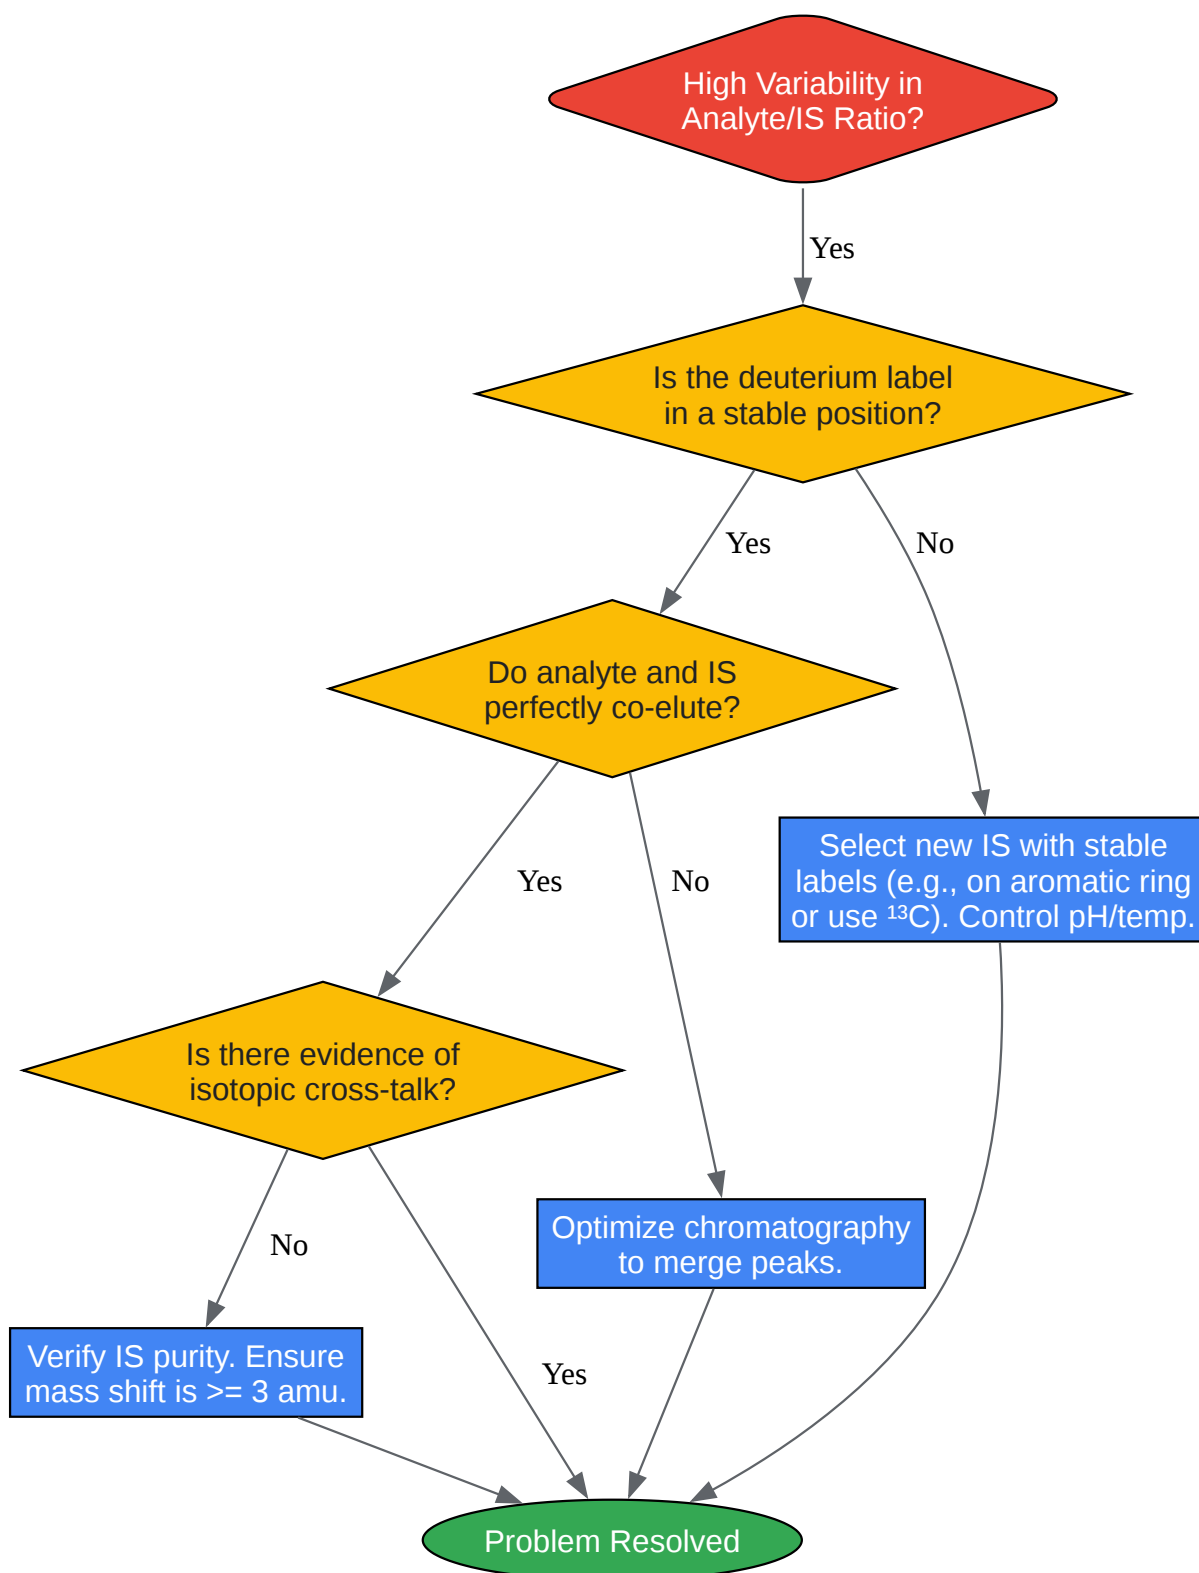 High Variability in
Analyte/IS Ratio?
Yes
Is the deuterium label
in a stable position?
Yes
No
Do analyte and IS
perfectly co-elute?
Yes
No
Select new IS with stable
labels (e.g., on aromatic ring
or use ¹³C). Control pH/temp.
Is there evidence of
isotopic cross-talk?
No
Yes
Optimize chromatography
to merge peaks.
Verify IS purity. Ensure
mass shift is >= 3 amu.
Problem Resolved